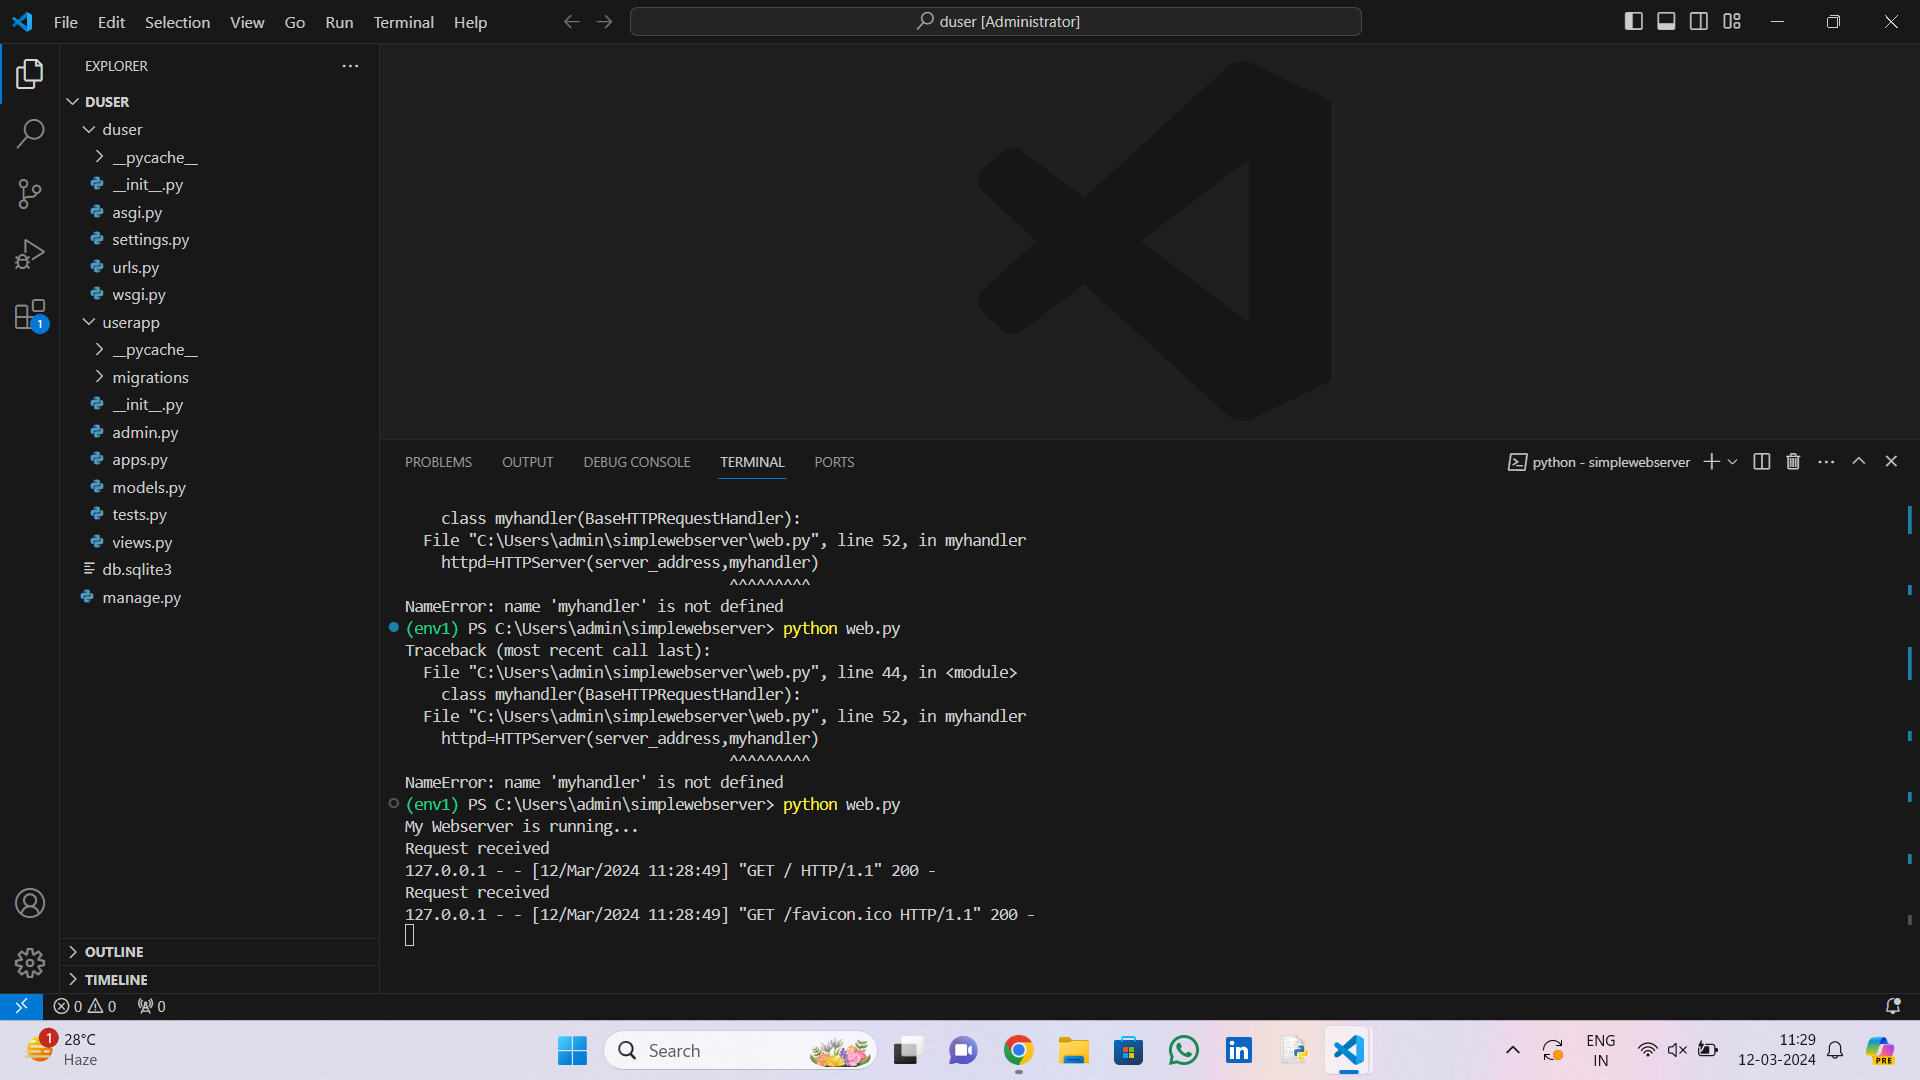 File Edit Selection View Go Run Terminal Help
duser [Administrator]
EXPLORER
DUSER
duser
__pycache__
__init__.py
asgi.py
settings.py
urls.py
wsgi.py
userapp
__pycache__
migrations
__init__.py
admin.py
apps.py
models.py
tests.py
views.py
db.sqlite3
manage.py
OUTLINE
TIMELINE
1
PROBLEMS OUTPUT DEBUG CONSOLE TERMINAL PORTS
python - simplewebserver
class myhandler(BaseHTTPRequestHandler):
File "C:\Users\admin\simplewebserver\web.py", line 52, in myhandler
httpd=HTTPServer(server_address,myhandler)
^^^^^^^^^
NameError: name 'myhandler' is not defined
(env1) PS C:\Users\admin\simplewebserver> python web.py
Traceback (most recent call last):
File "C:\Users\admin\simplewebserver\web.py", line 44, in <module>
class myhandler(BaseHTTPRequestHandler):
File "C:\Users\admin\simplewebserver\web.py", line 52, in myhandler
httpd=HTTPServer(server_address,myhandler)
^^^^^^^^^
NameError: name 'myhandler' is not defined
(env1) PS C:\Users\admin\simplewebserver> python web.py
My Webserver is running...
Request received
127.0.0.1 - - [12/Mar/2024 11:28:49] "GET / HTTP/1.1" 200 -
Request received
127.0.0.1 - - [12/Mar/2024 11:28:49] "GET /favicon.ico HTTP/1.1" 200 -
0 0 0
1
28°C
Haze
Search
in
ENG
IN
11:29
12-03-2024
PRE